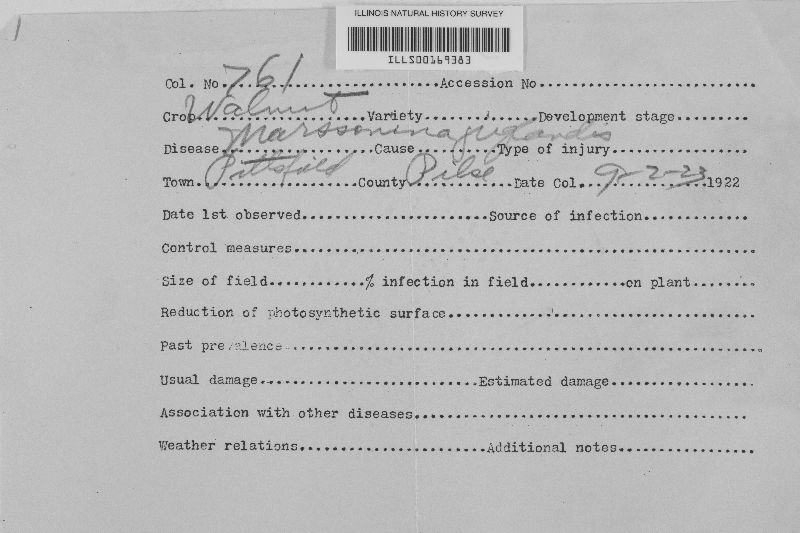 ILLINOIS NATURAL HISTORY SURVEY
ILLS00169383
Col. No. 761 Accession No.
Crop Walnut Variety Development stage
Disease Marssonina juglandis Cause Type of injury
Town Pittsfield County Pike Date Col. 9-2-23 1922
Date 1st observed Source of infection
Control measures
Size of field % infection in field on plant
Reduction of photosynthetic surface
Past prevalence
Usual damage Estimated damage
Association with other diseases
Weather relations Additional notes